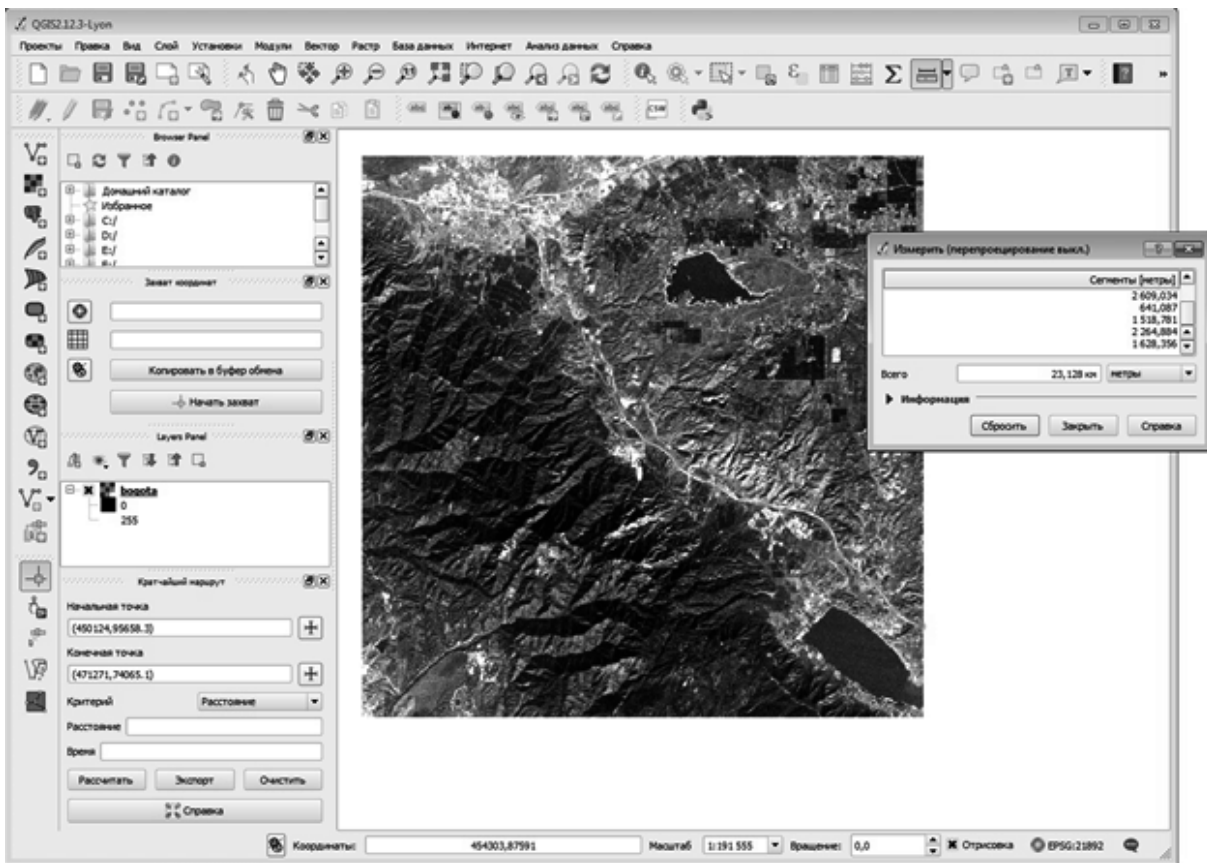 QGIS2.12.3-Lyon
Проекты Правка Вид Слой Установки Модули Вектор Растр База данных Интернет Анализ данных Справка
CSW
Browser Panel
Домашний каталог
Избранное
C:/
D:/
E:/
Захват координат
Копировать в буфер обмена
Начать захват
Layers Panel
bogota
0
255
Кратчайший маршрут
Начальная точка
(450124,95658.3)
Конечная точка
(471271,74065.1)
Критерий Расстояние
Расстояние
Время
Рассчитать Экспорт Очистить
Справка
Измерить (перепроецирование выкл.)
Сегменты [метры]
2 609,034
641,087
1 518,781
2 264,884
1 628,356
Всего 23,128 км метры
Информация
Сбросить Закрыть Справка
Координаты: 454303,87591 Масштаб 1:191 555 Вращение: 0,0 Отрисовка EPSG:21892